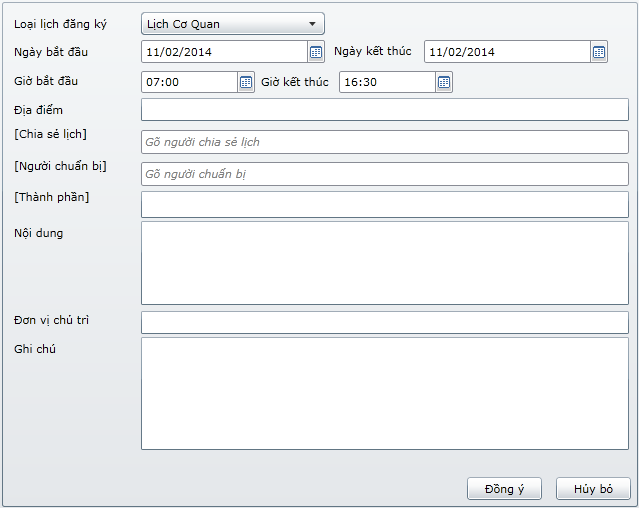 Loại lịch đăng ký Lịch Cơ Quan
Ngày bắt đầu 11/02/2014 Ngày kết thúc 11/02/2014
Giờ bắt đầu 07:00 Giờ kết thúc 16:30
Địa điểm
[Chia sẻ lịch] Gõ người chia sẻ lịch
[Người chuẩn bị] Gõ người chuẩn bị
[Thành phần]
Nội dung
Đơn vị chủ trì
Ghi chú
Đồng ý Hủy bỏ